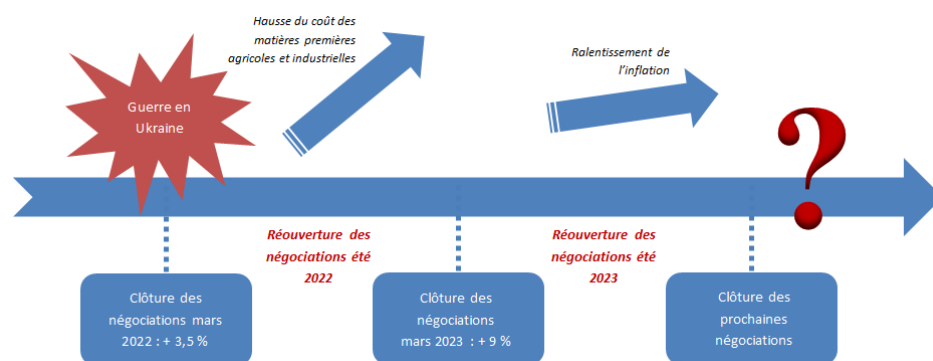 Hausse du coût des
matières premières
agricoles et industrielles
Ralentissement de
l'inflation
Guerre en
Ukraine
?
Réouverture des
négociations été
2022
Réouverture des
négociations été
2023
Clôture des
négociations mars
2022 : + 3,5 %
Clôture des
négociations
mars 2023 : + 9 %
Clôture des
prochaines
négociations